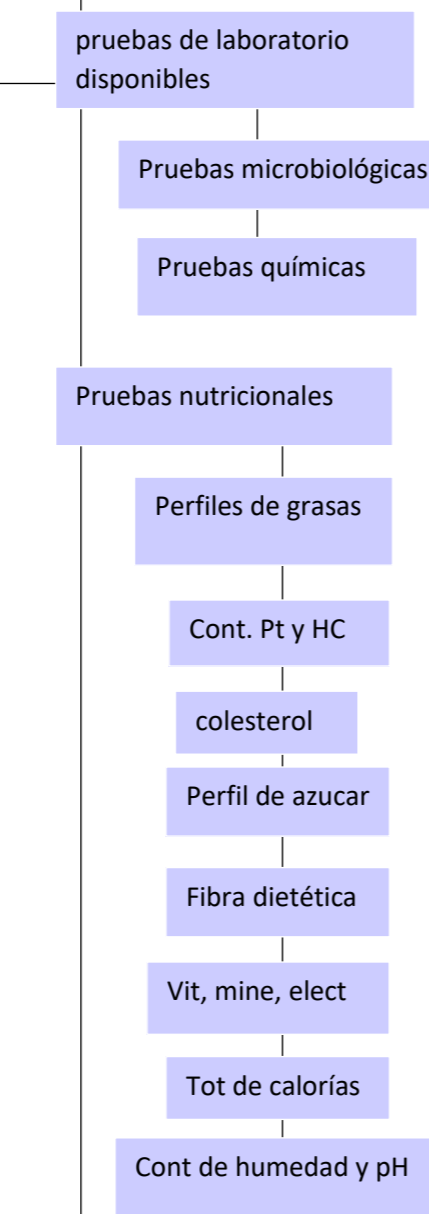 pruebas de laboratorio
disponibles
Pruebas microbiológicas
Pruebas químicas
Pruebas nutricionales
Perfiles de grasas
Cont. Pt y HC
colesterol
Perfil de azucar
Fibra dietética
Vit, mine, elect
Tot de calorías
Cont de humedad y pH